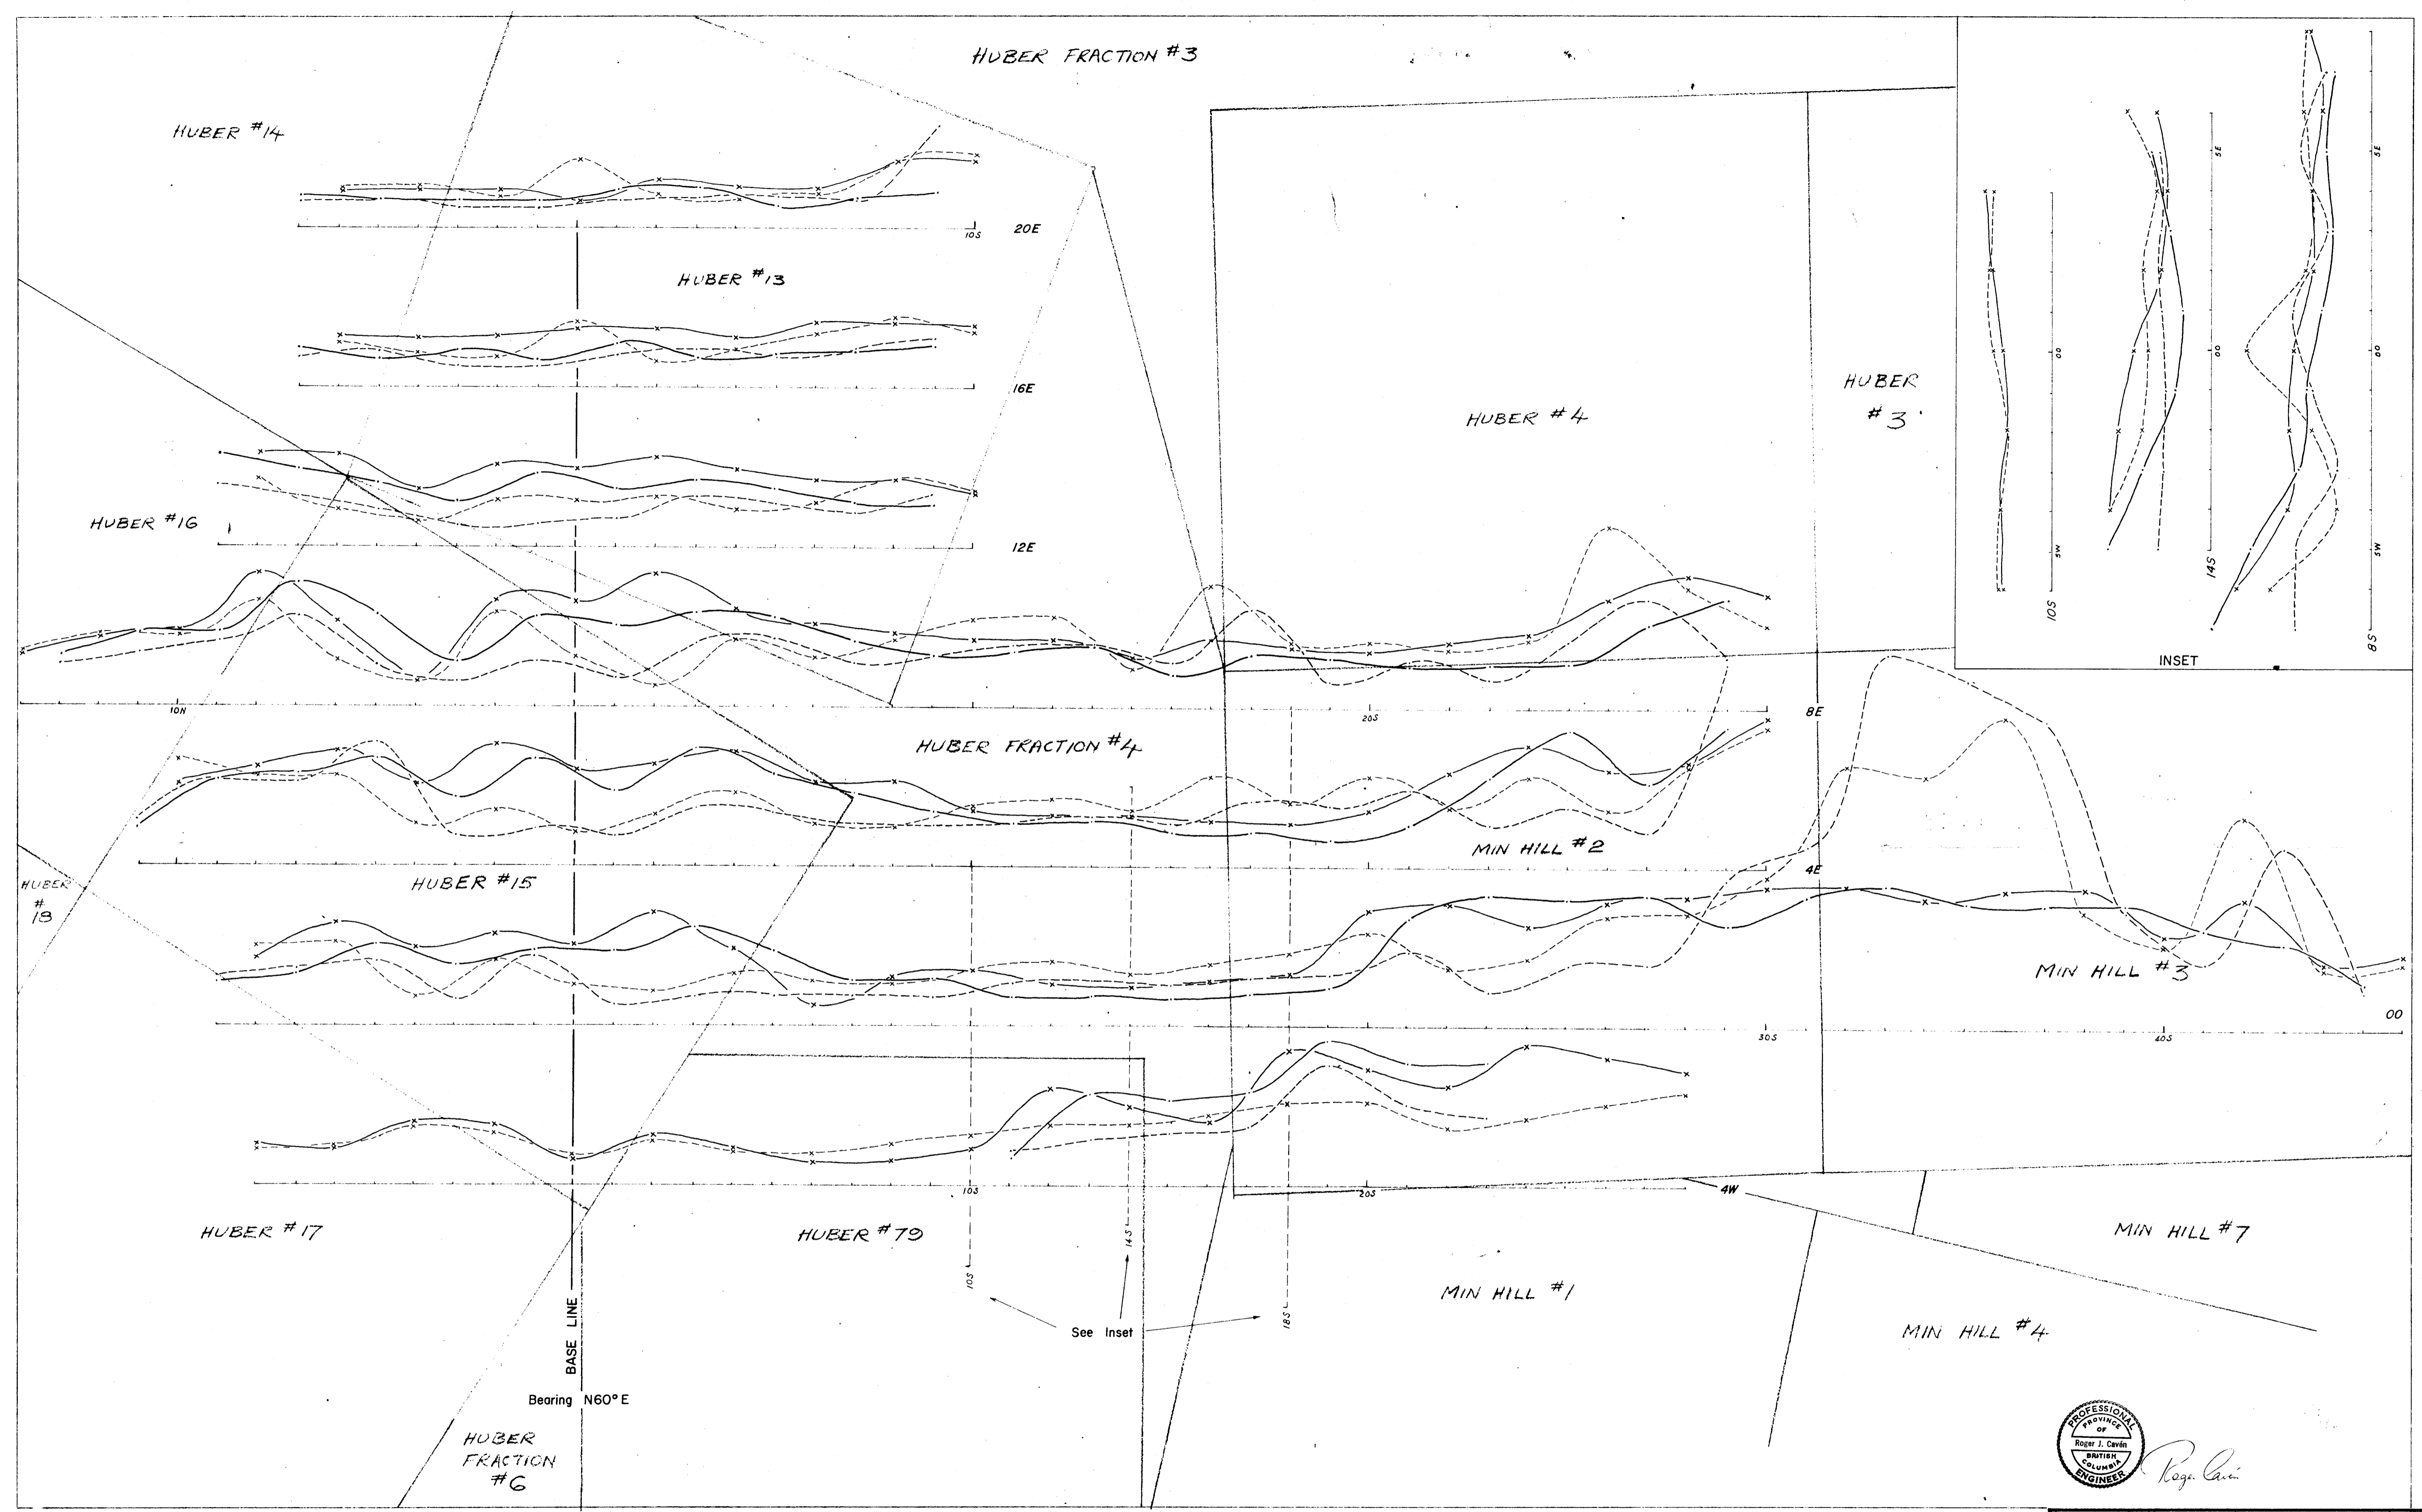 HUBER FRACTION #3
HUBER #14
10S
20E
HUBER #13
16E
HUBER #4
HUBER
#3
HUBER #16
12E
10N
20S
8E
HUBER FRACTION #4
MIN HILL #2
4E
HUBER #15
HUBER
#
18
MIN HILL #3
30S
40S
00
10S
20S
4W
HUBER #17
HUBER #79
14S
10S
18S
See Inset
MIN HILL #1
MIN HILL #7
MIN HILL #4
BASE LINE
Bearing N60°E
HUBER
FRACTION
#6
5E
5E
00
00
00
5W
5W
10S
14S
8S
INSET
PROFESSIONAL
PROVINCE
OF
Roger J. Cavén
BRITISH
COLUMBIA
ENGINEER
Roger Cavén